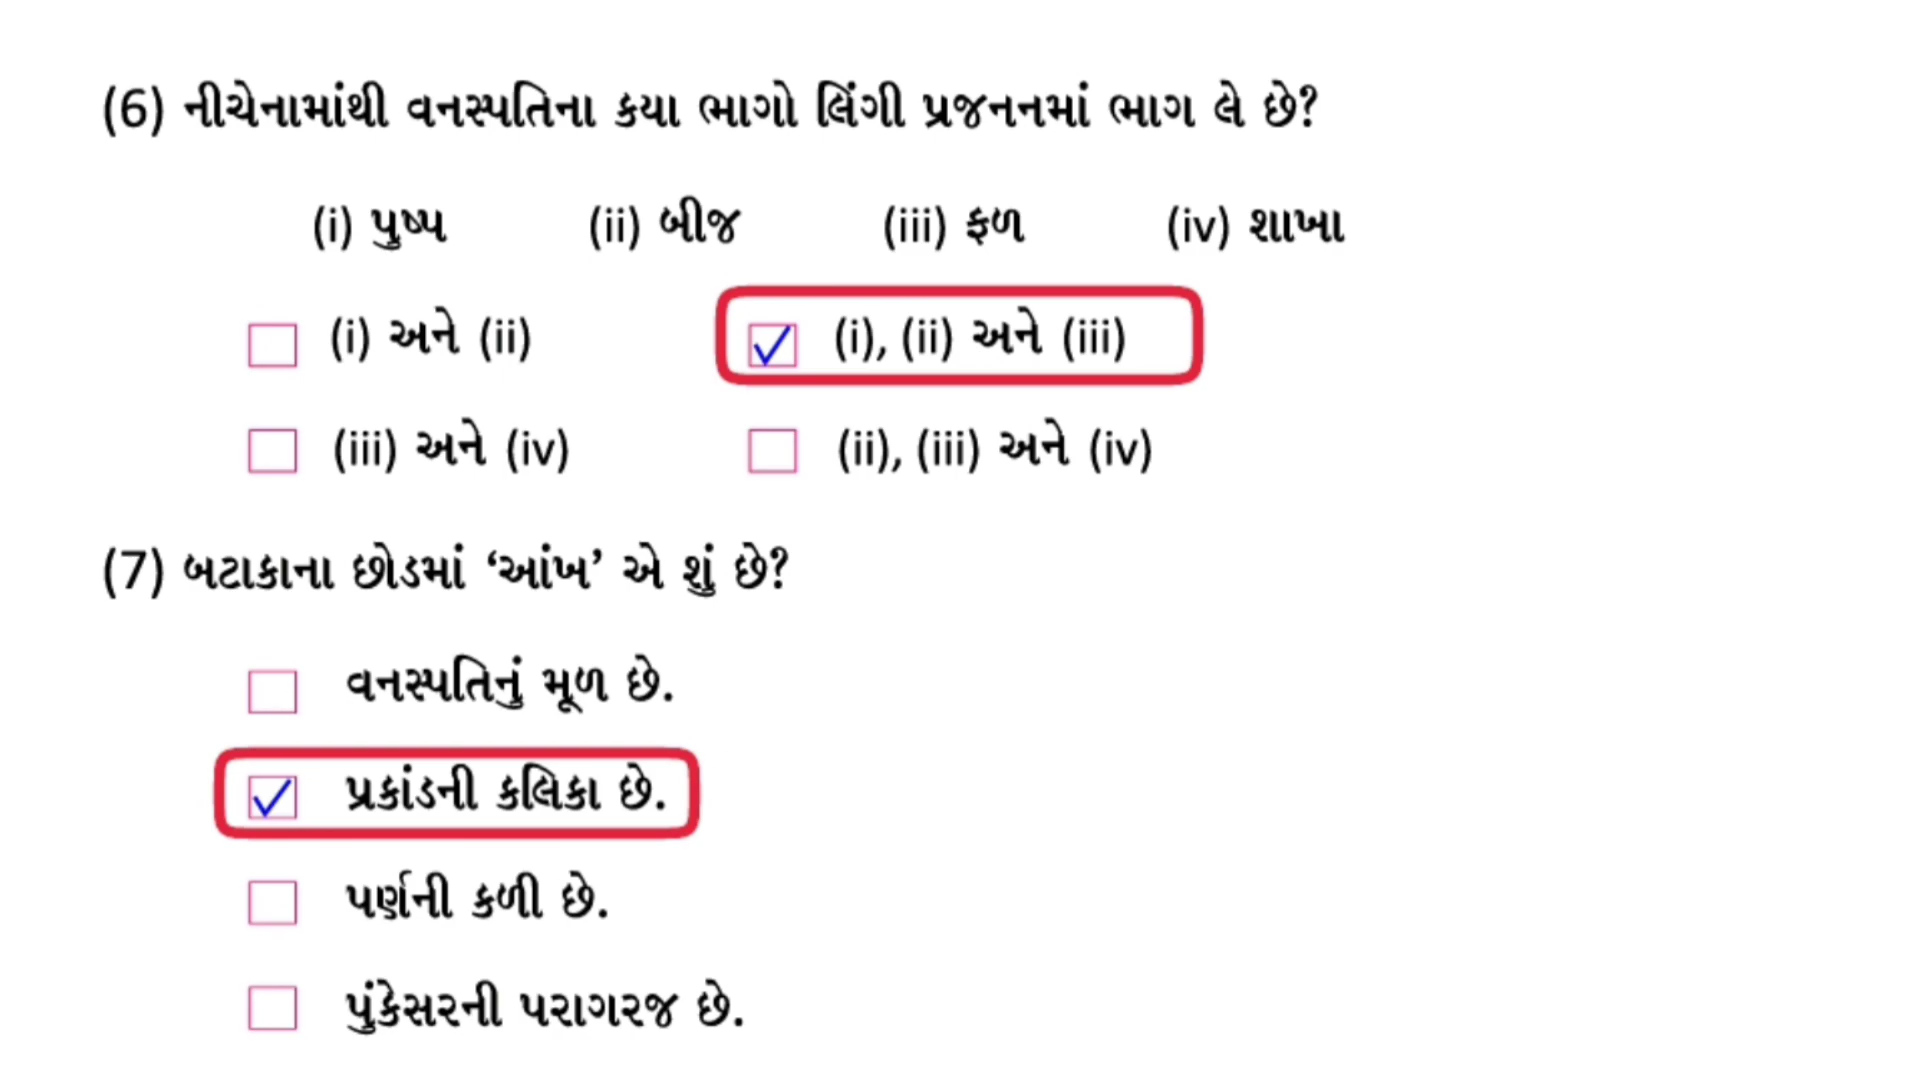 (6) નીચેનામાંથી વનસ્પતિના કયા ભાગો લિંગી પ્રજનનમાં ભાગ લે છે?
(i) પુષ્પ (ii) બીજ (iii) ફળ (iv) શાખા
(i) અને (ii) (i), (ii) અને (iii)
(iii) અને (iv) (ii), (iii) અને (iv)
(7) બટાકાના છોડમાં ‘આંખ’ એ શું છે?
વનસ્પતિનું મૂળ છે.
પ્રકાંડની કલિકા છે.
પર્ણની કળી છે.
પુંકેસરની પરાગરજ છે.